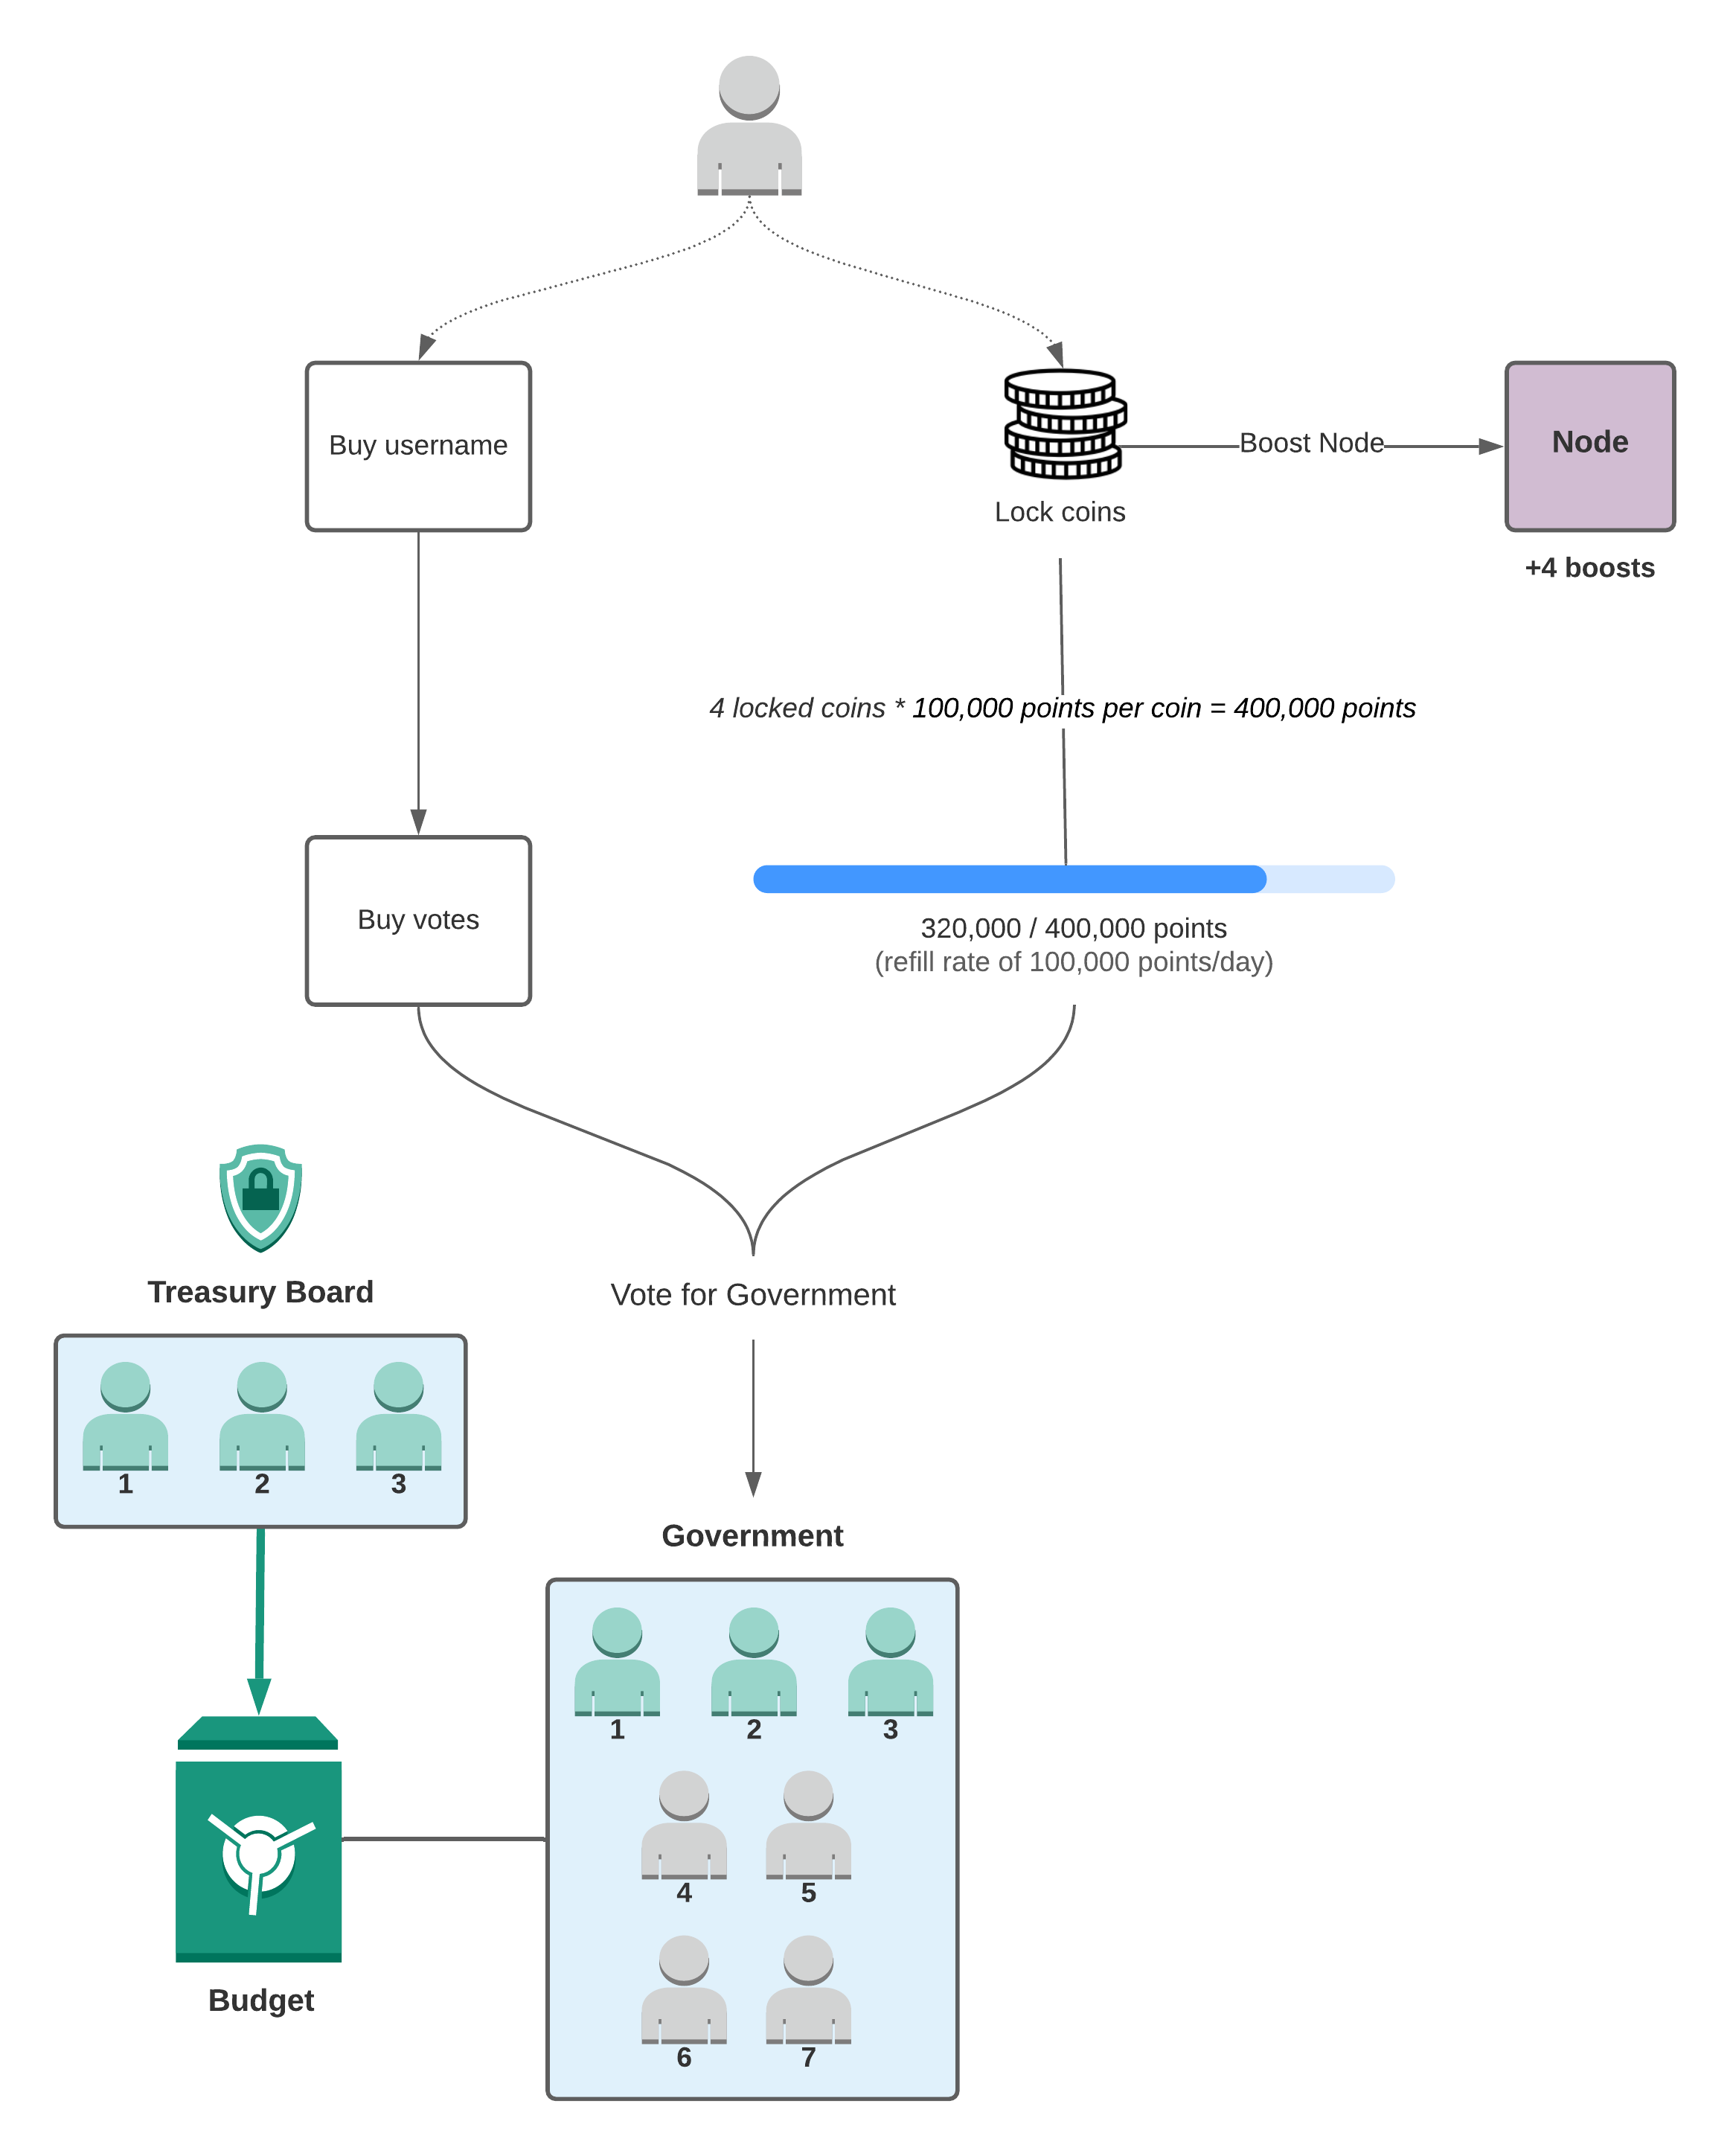 Buy username
Boost Node
Node
Lock coins
+4 boosts
4 locked coins * 100,000 points per coin = 400,000 points
Buy votes
320,000 / 400,000 points
(refill rate of 100,000 points/day)
Treasury Board
Vote for Government
1 2 3
Government
1 2 3
4 5
Budget
6 7